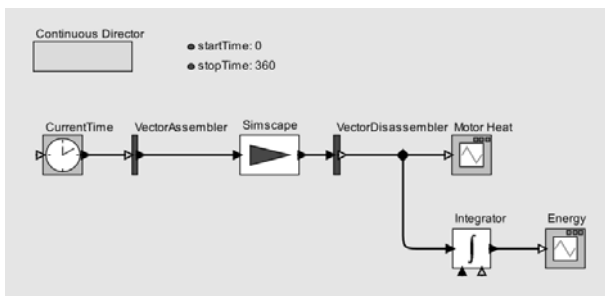 Continuous Director
startTime: 0
stopTime: 360
CurrentTime
VectorAssembler
Simscape
VectorDisassembler
Motor Heat
Integrator
Energy